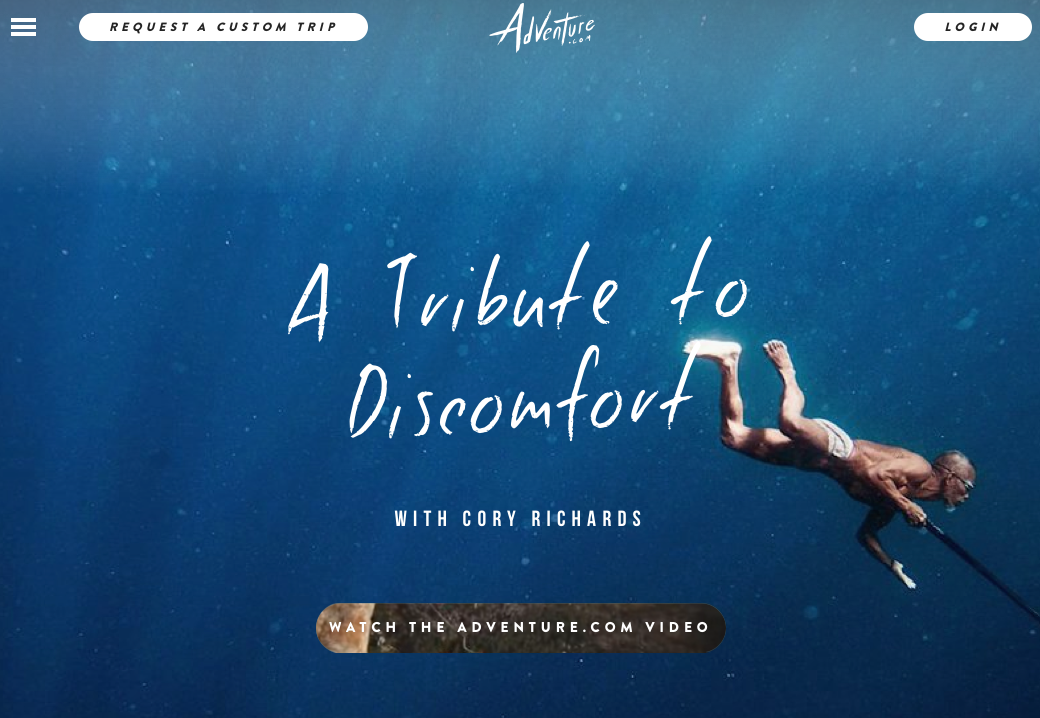 REQUEST A CUSTOM TRIP
Adventure
.com
LOGIN
A Tribute to
Discomfort
WITH CORY RICHARDS
WATCH THE ADVENTURE.COM VIDEO